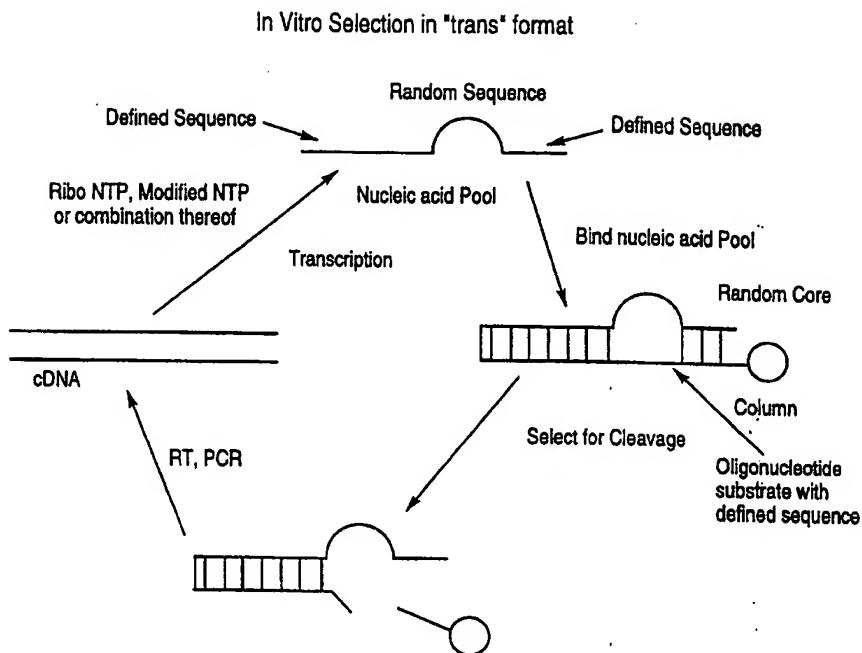 In Vitro Selection in "trans" format
Random Sequence
Defined Sequence
Defined Sequence
Ribo NTP, Modified NTP
or combination thereof
Nucleic acid Pool
Bind nucleic acid Pool
Transcription
Random Core
cDNA
Column
Select for Cleavage
RT, PCR
Oligonucleotide
substrate with
defined sequence